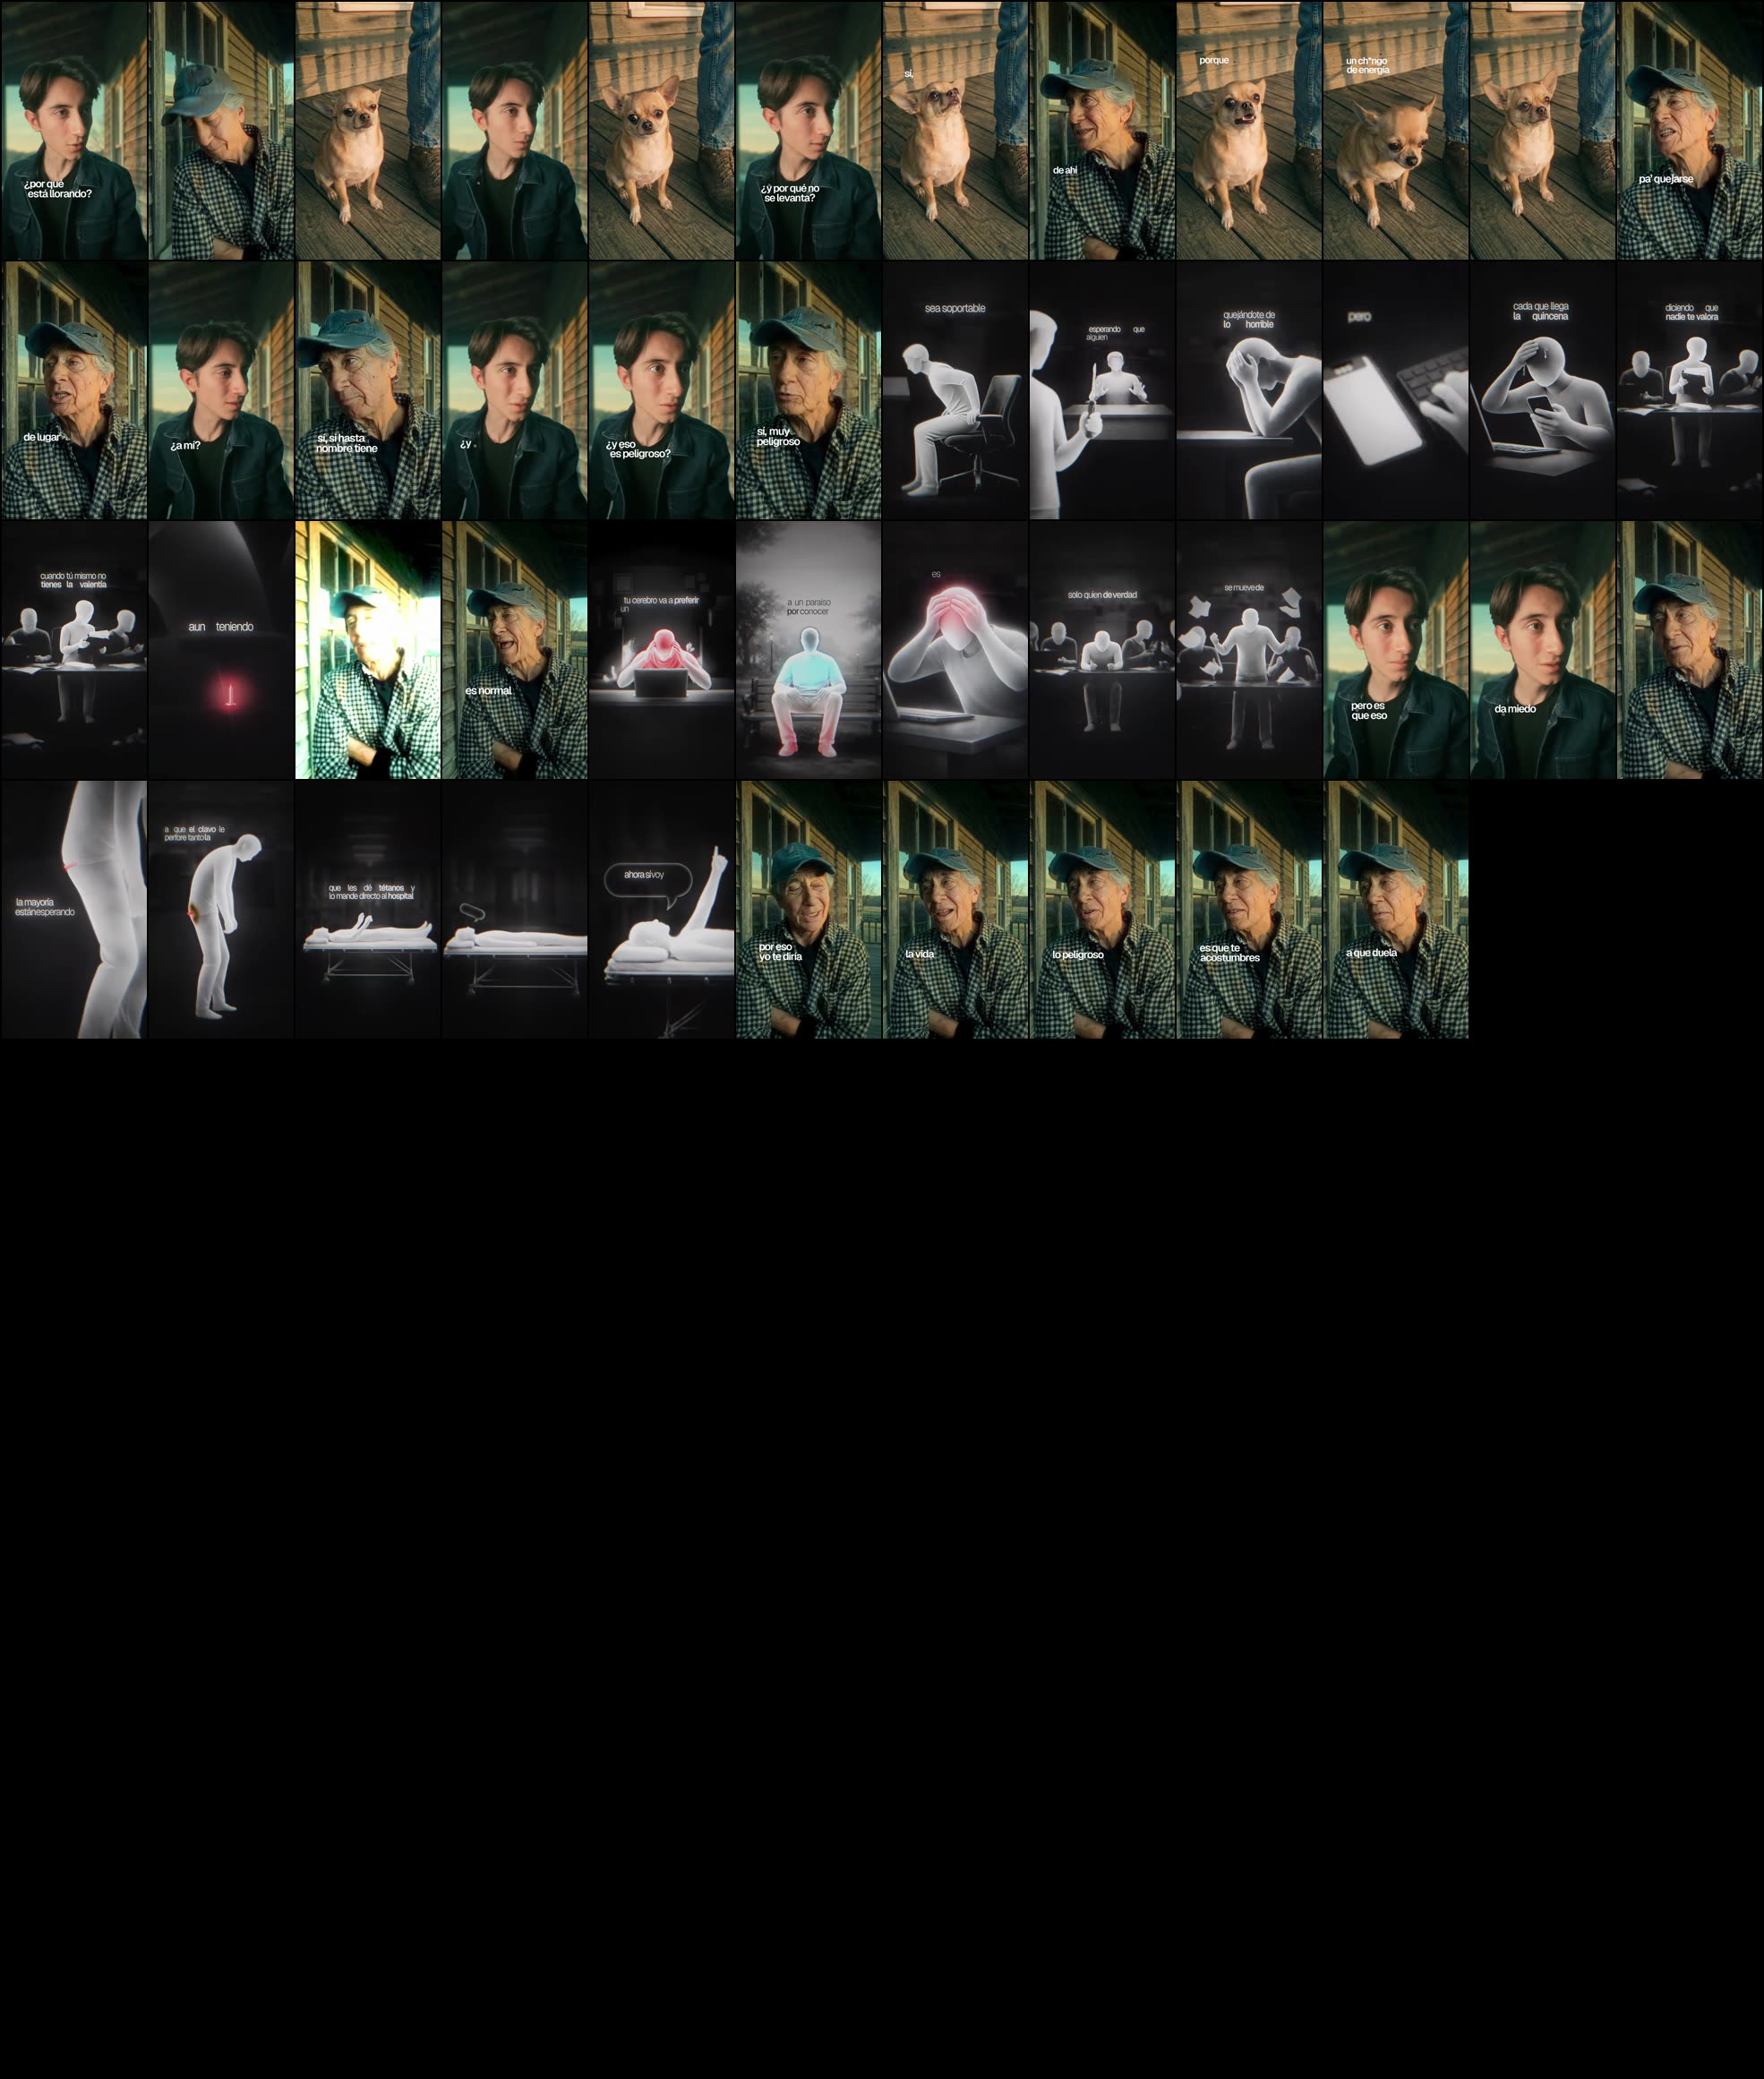 ¿por qué
está llorando?
¿y por qué no
se levanta?
sí,
de ahí
porque
un ch*ngo
de energía
pa' quejarse
de lugar
¿a mí?
sí, si hasta
nombre tiene
¿y
¿y eso
es peligroso?
sí, muy
peligroso
sea soportable
esperando que
alguien
quejándote de
lo horrible
pero
cada que llega
la quincena
diciendo que
nadie te valora
cuando tú mismo no
tienes la valentía
aun teniendo
es normal
tu cerebro va a preferir
un
a un paraíso
por conocer
es
solo quien de verdad
se mueve de
pero es
que eso
da miedo
la mayoría
están esperando
a que el clavo le
perfore tanto la
que les dé tétanos y
lo mande directo al hospital
ahora sí voy
por eso
yo te diría
la vida
lo peligroso
es que te
acostumbres
a que duela